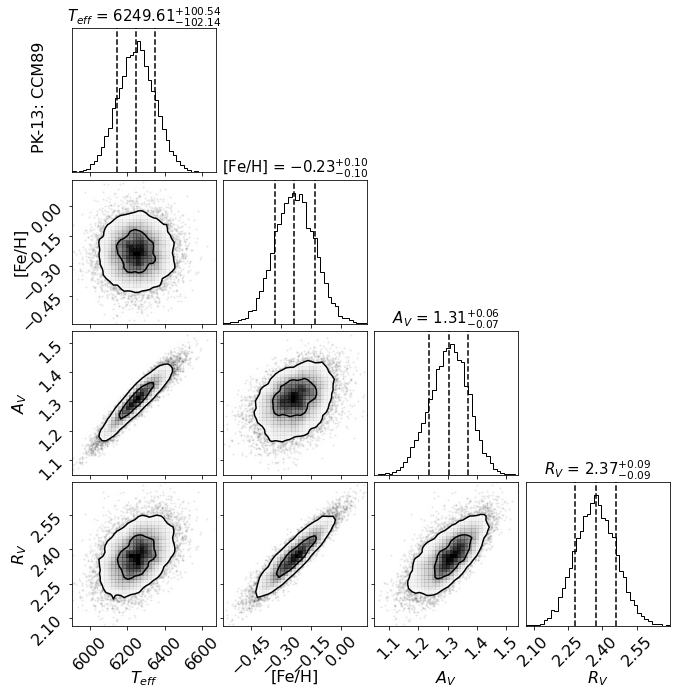 T_eff = 6249.61^{+100.54}_{-102.14}
PK-13: CCM89
[Fe/H] = −0.23^{+0.10}_{−0.10}
[Fe/H]
0.00
−0.15
−0.30
−0.45
A_V = 1.31^{+0.06}_{−0.07}
A_V
1.5
1.4
1.3
1.2
1.1
R_V = 2.37^{+0.09}_{−0.09}
R_V
2.55
2.40
2.25
2.10
6000 6200 6400 6600
−0.45 −0.30 −0.15 0.00
1.1 1.2 1.3 1.4 1.5
2.10 2.25 2.40 2.55
T_eff [Fe/H] A_V R_V